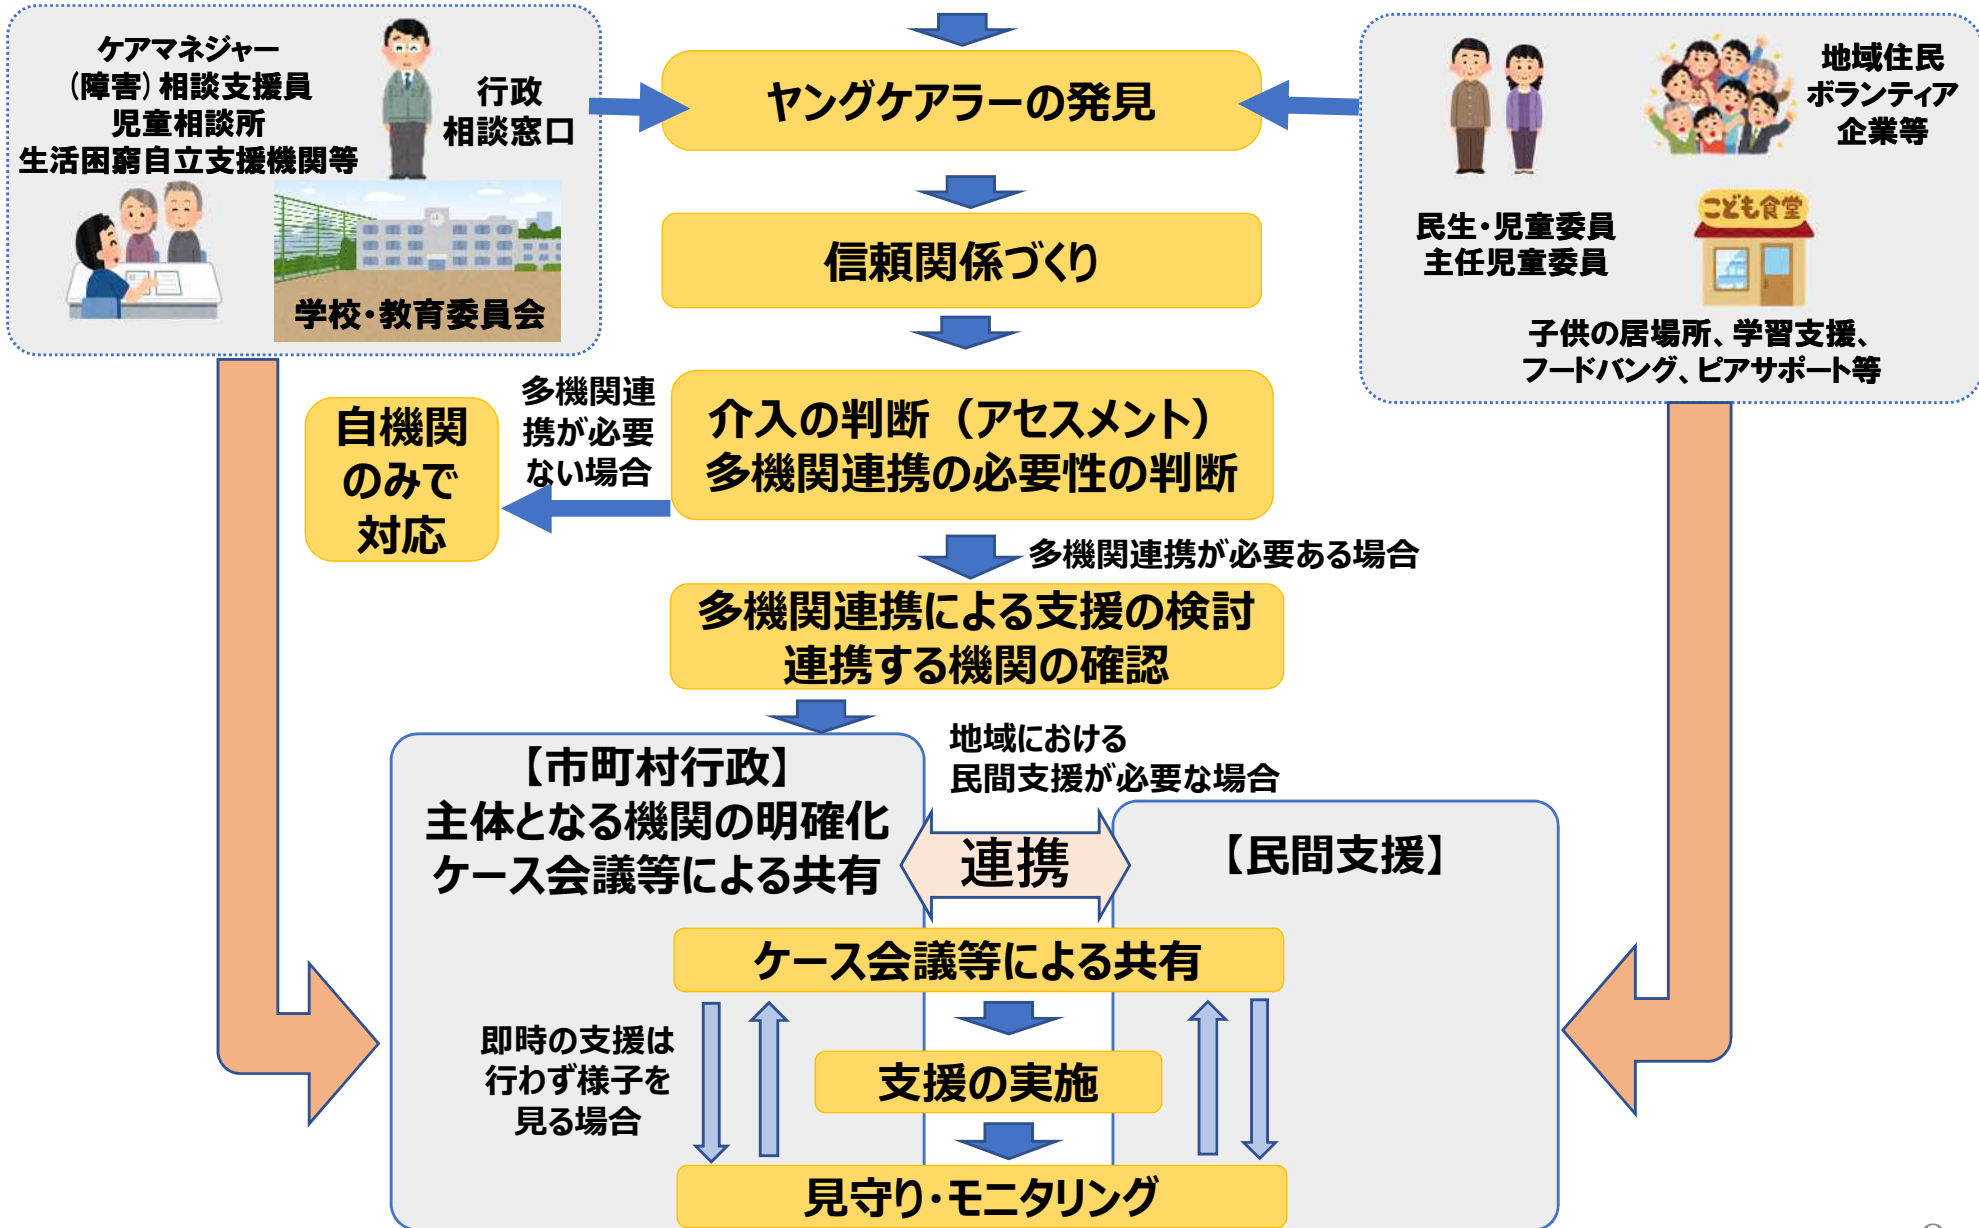 ケアマネジャー
(障害)相談支援員
児童相談所
生活困窮自立支援機関等
行政
相談窓口
学校・教育委員会
ヤングケアラーの発見
地域住民
ボランティア
企業等
民生・児童委員
主任児童委員
こども食堂
子供の居場所、学習支援、
フードバング、ピアサポート等
信頼関係づくり
介入の判断（アセスメント）
多機関連携の必要性の判断
多機関連
携が必要
ない場合
自機関
のみで
対応
多機関連携が必要ある場合
多機関連携による支援の検討
連携する機関の確認
【市町村行政】
主体となる機関の明確化
ケース会議等による共有
地域における
民間支援が必要な場合
連携
【民間支援】
ケース会議等による共有
即時の支援は
行わず様子を
見る場合
支援の実施
見守り・モニタリング